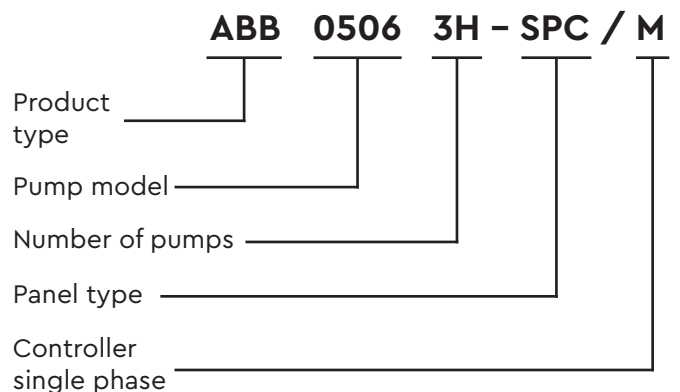 ABB 0506 3H – SPC / M
Product
type
Pump model
Number of pumps
Panel type
Controller
single phase